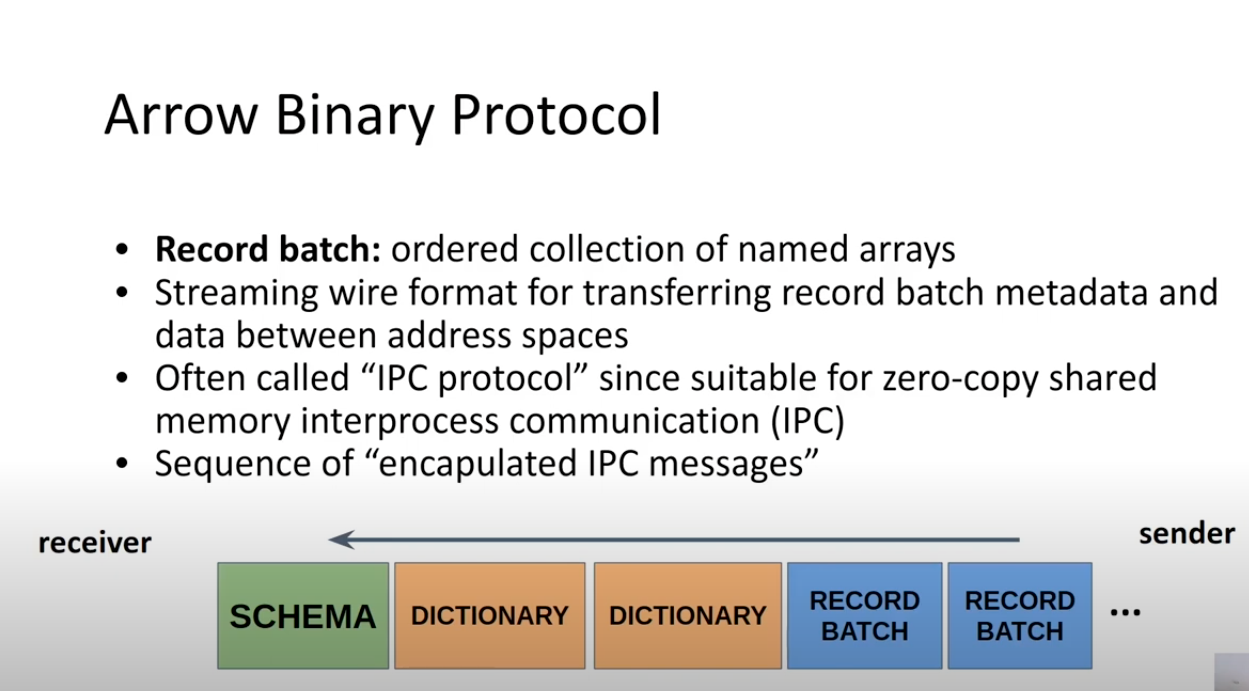 Arrow Binary Protocol
• Record batch: ordered collection of named arrays
• Streaming wire format for transferring record batch metadata and
data between address spaces
• Often called “IPC protocol” since suitable for zero-copy shared
memory interprocess communication (IPC)
• Sequence of “encapulated IPC messages”
receiver
sender
SCHEMA
DICTIONARY
DICTIONARY
RECORD
BATCH
RECORD
BATCH
...